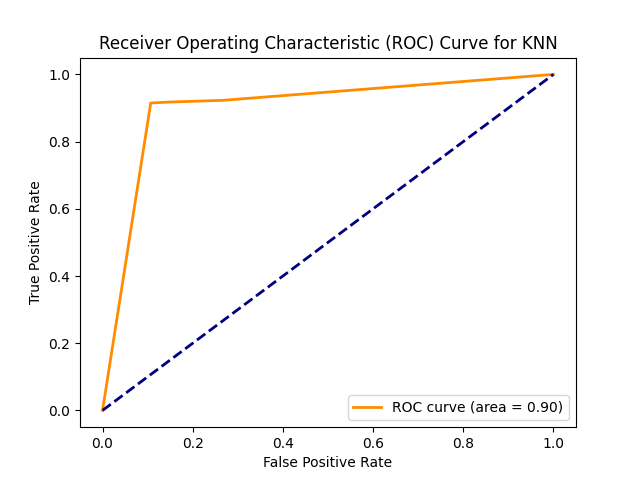 Receiver Operating Characteristic (ROC) Curve for KNN
1.0
0.8
0.6
0.4
0.2
0.0
True Positive Rate
ROC curve (area = 0.90)
0.0 0.2 0.4 0.6 0.8 1.0
False Positive Rate